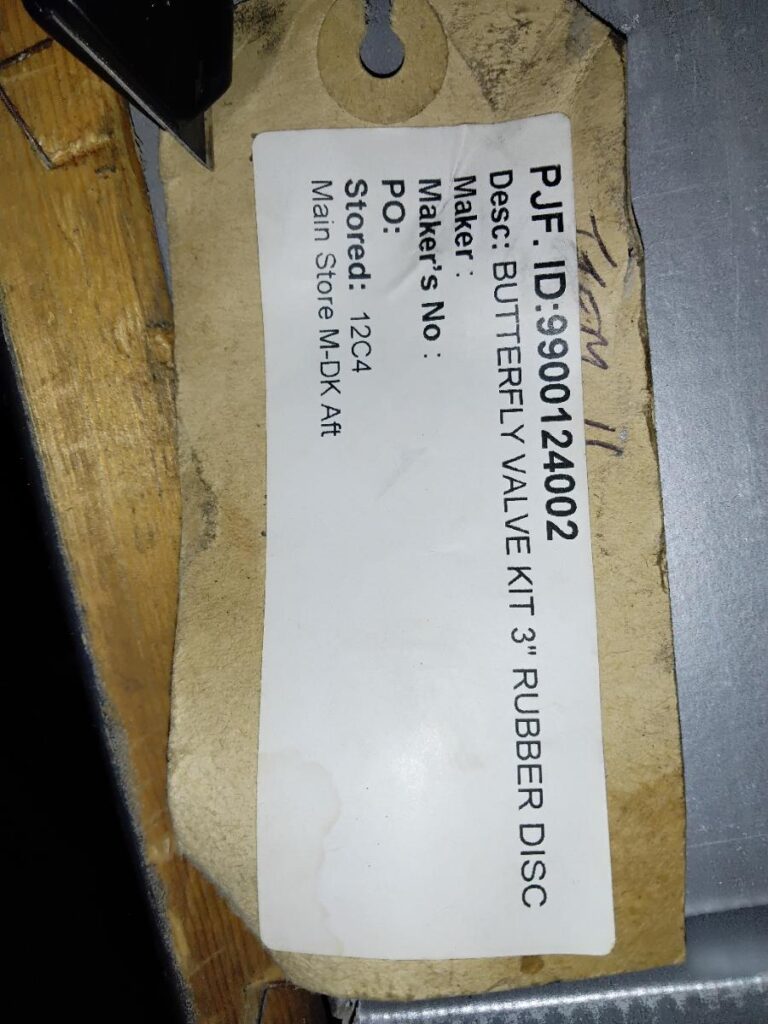 PJF. ID:9900124002
Desc: BUTTERFLY VALVE KIT 3" RUBBER DISC
Maker :
Maker's No :
PO:
Stored: 12C4
Main Store M-DK Aft